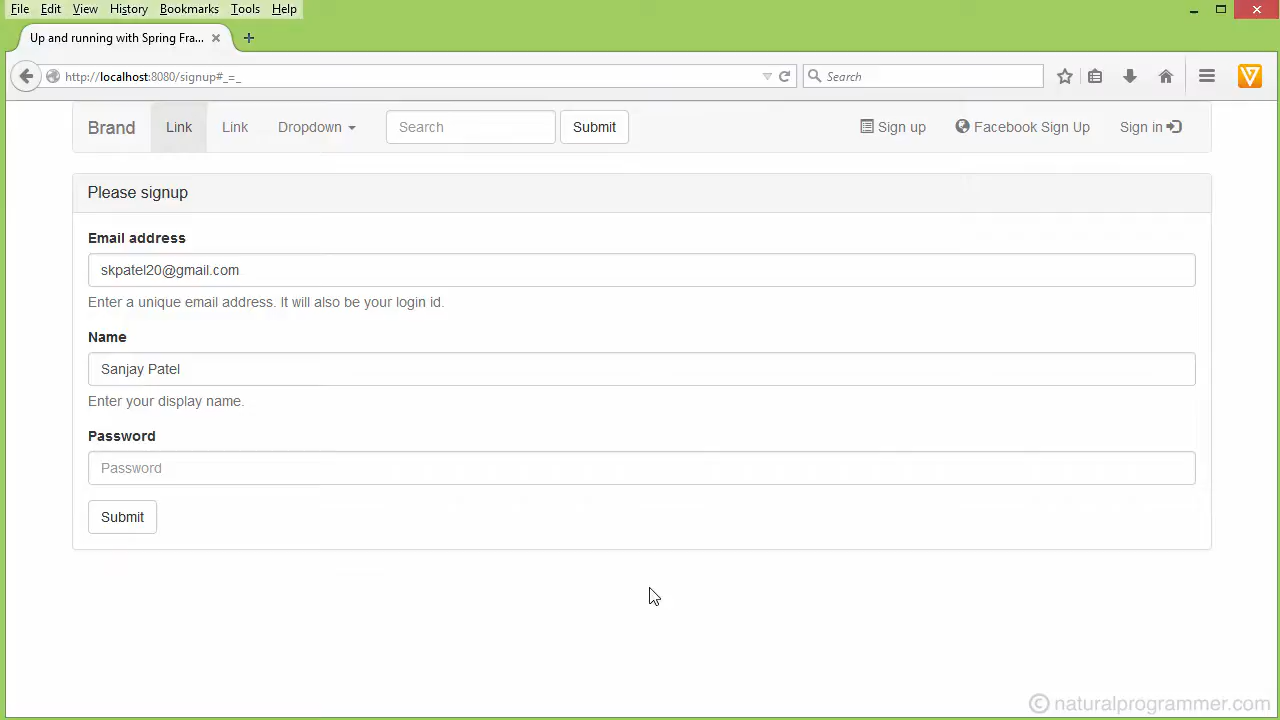 File Edit View History Bookmarks Tools Help
Up and running with Spring Fra...
http://localhost:8080/signup#_=_
Search
Brand Link Link Dropdown Search Submit Sign up Facebook Sign Up Sign in
Please signup
Email address
skpatel20@gmail.com
Enter a unique email address. It will also be your login id.
Name
Sanjay Patel
Enter your display name.
Password
Password
Submit
© naturalprogrammer.com